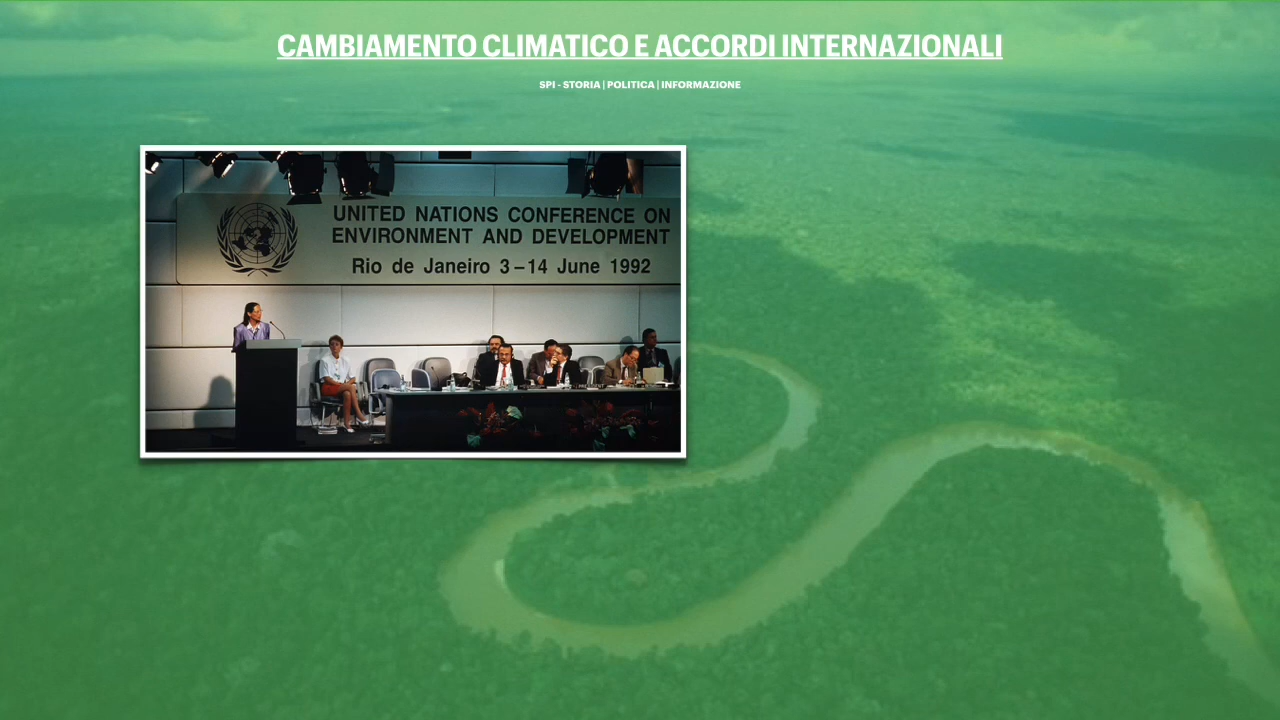 CAMBIAMENTO CLIMATICO E ACCORDI INTERNAZIONALI
SPI - STORIA | POLITICA | INFORMAZIONE
UNITED NATIONS CONFERENCE ON
ENVIRONMENT AND DEVELOPMENT
Rio de Janeiro 3-14 June 1992